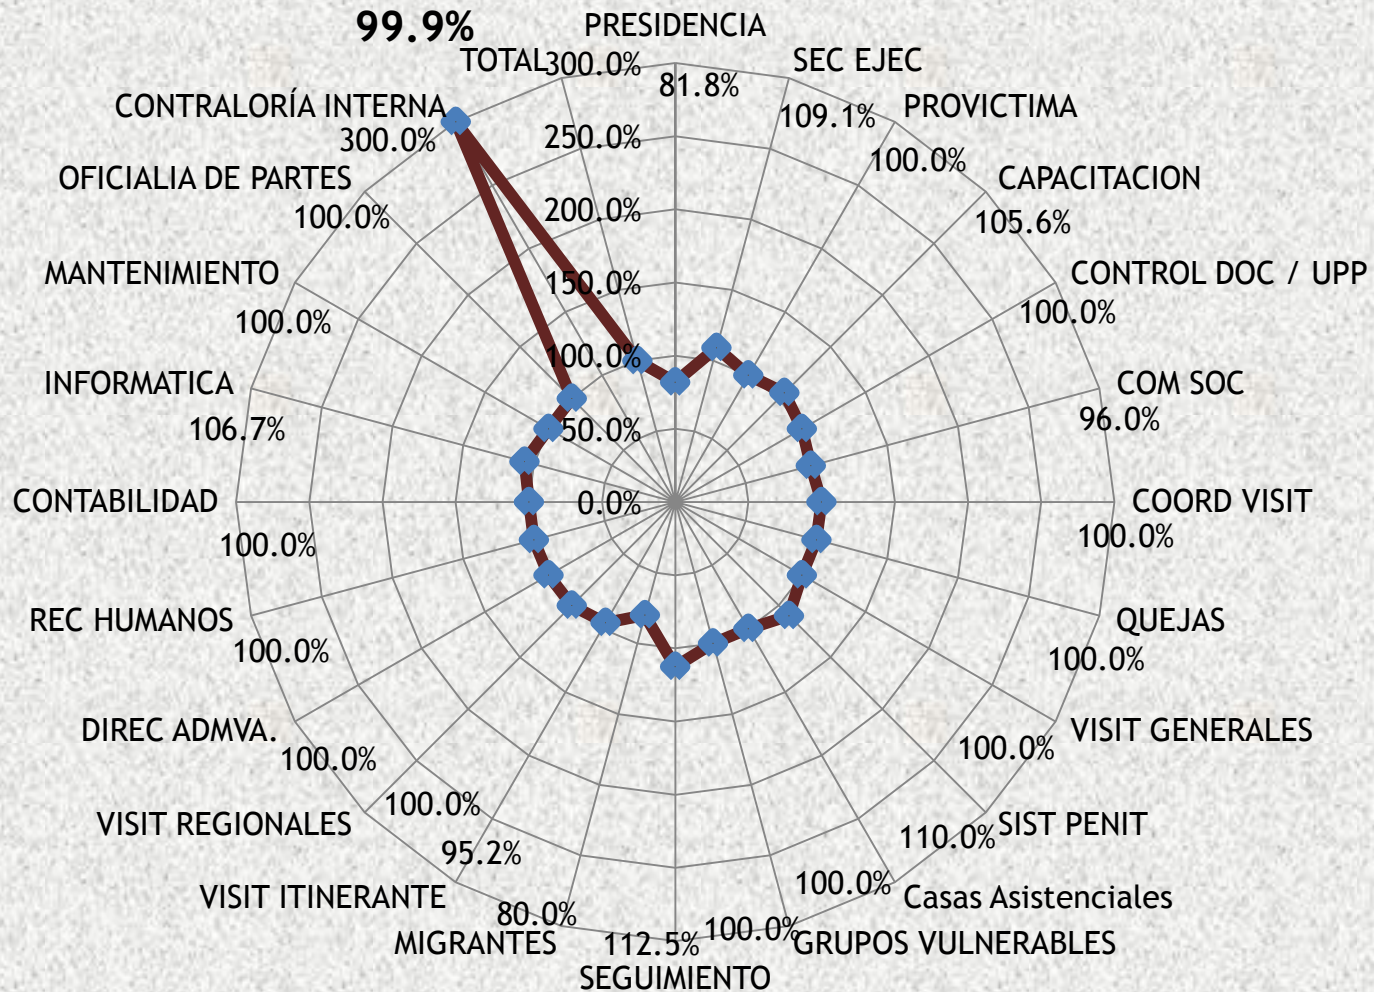 99.9%
TOTAL
PRESIDENCIA
81.8%
SEC EJEC
109.1%
PROVICTIMA
100.0%
CAPACITACION
105.6%
CONTROL DOC / UPP
100.0%
COM SOC
96.0%
COORD VISIT
100.0%
QUEJAS
100.0%
VISIT GENERALES
100.0%
SIST PENIT
110.0%
Casas Asistenciales
100.0%
GRUPOS VULNERABLES
100.0%
SEGUIMIENTO
112.5%
MIGRANTES
80.0%
VISIT ITINERANTE
95.2%
VISIT REGIONALES
100.0%
DIREC ADMVA.
100.0%
REC HUMANOS
100.0%
CONTABILIDAD
100.0%
INFORMATICA
106.7%
MANTENIMIENTO
100.0%
OFICIALIA DE PARTES
100.0%
CONTRALORÍA INTERNA
300.0%
300.0%
250.0%
200.0%
150.0%
100.0%
50.0%
0.0%